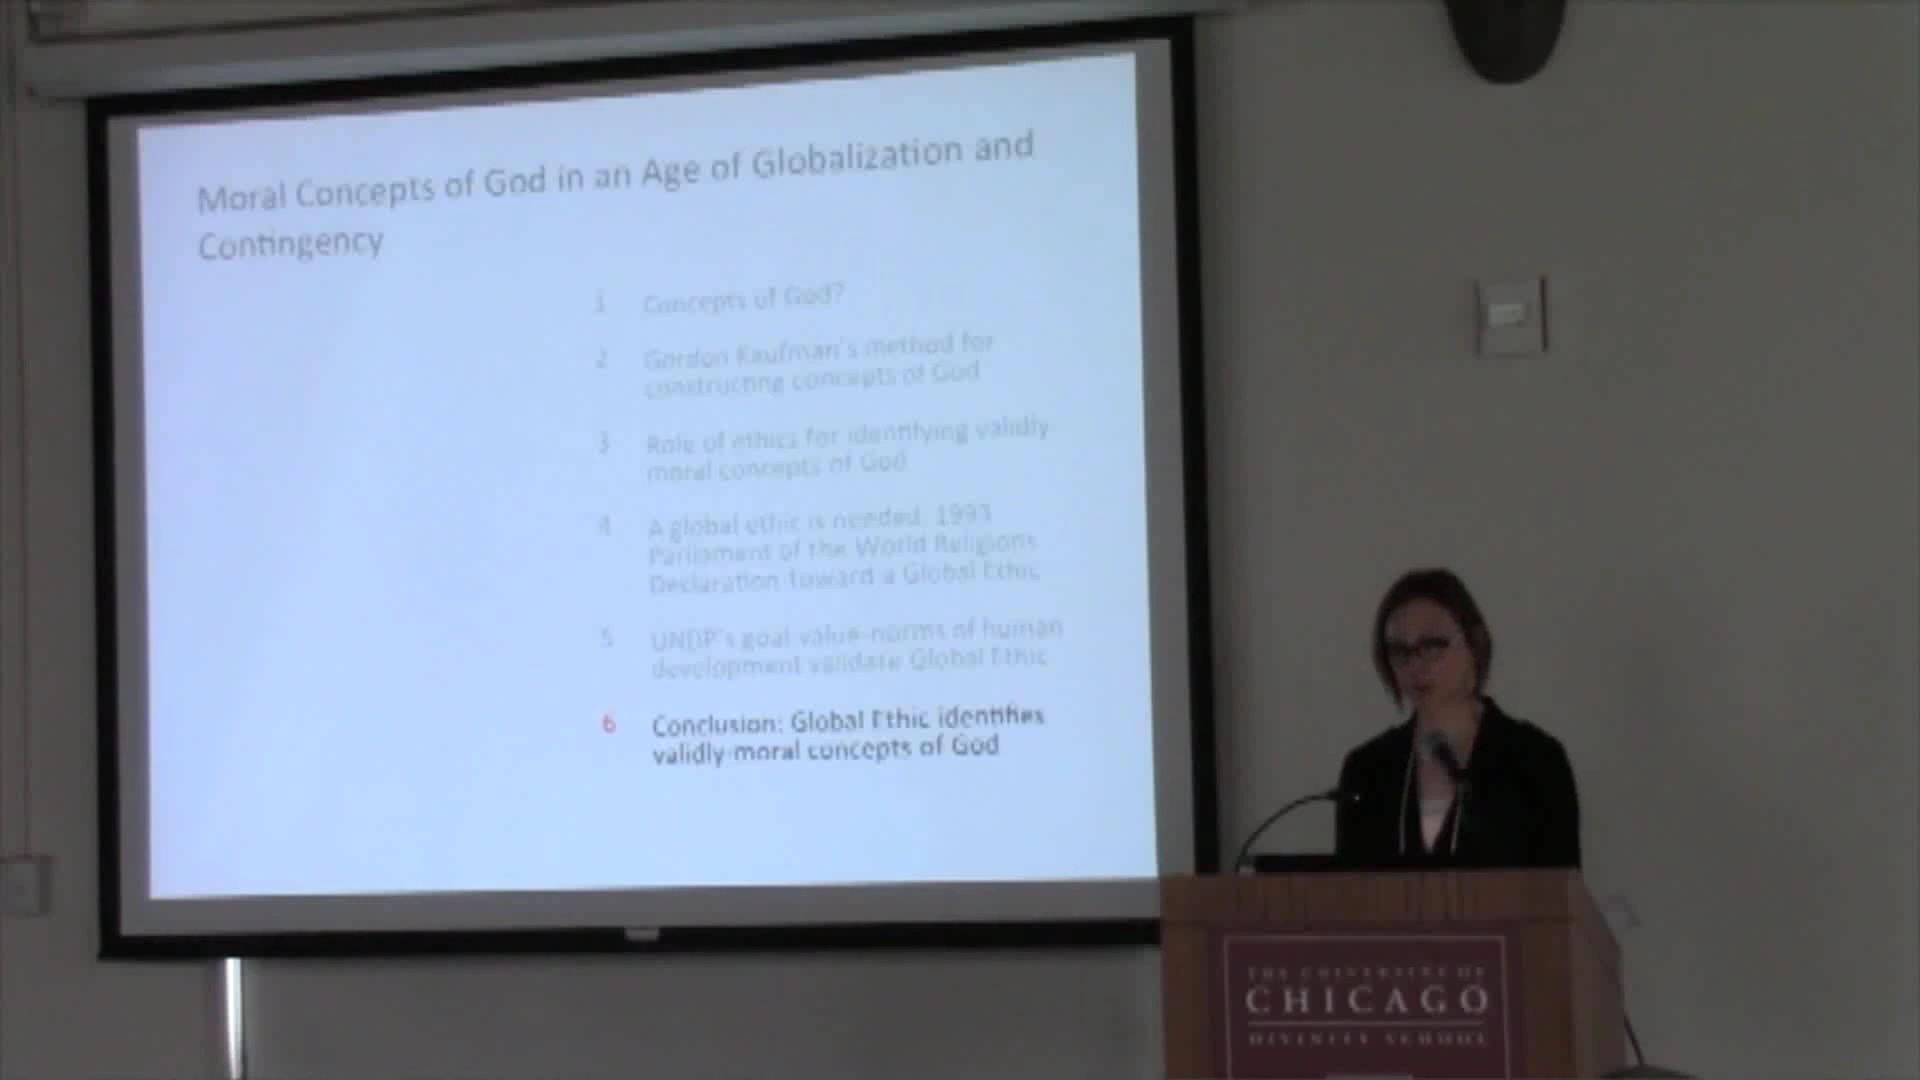 Moral Concepts of God in an Age of Globalization and
Contingency
1 Concepts of God?
2 Gordon Kaufman's method for
constructing concepts of God
3 Role of ethics for identifying validly
moral concepts of God
4 A global ethic is needed: 1993
Parliament of the World Religions
Declaration Toward a Global Ethic
5 UNDP's goal value-norms of human
development validate Global Ethic
6 Conclusion: Global Ethic identifies
validly-moral concepts of God
THE UNIVERSITY OF
CHICAGO
DIVINITY SCHOOL